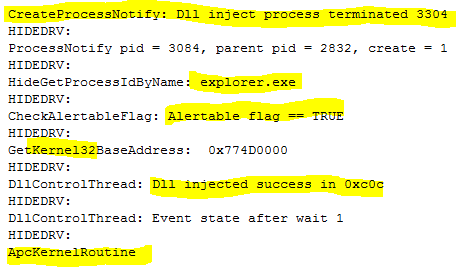 CreateProcessNotify: Dll inject process terminated 3304
HIDEDRV:
ProcessNotify pid = 3084, parent pid = 2832, create = 1
HIDEDRV:
HideGetProcessIdByName: explorer.exe
HIDEDRV:
CheckAlertableFlag: Alertable flag == TRUE
HIDEDRV:
GetKernel32BaseAddress:  0x774D0000
HIDEDRV:
DllControlThread: Dll injected success in 0xc0c
HIDEDRV:
DllControlThread: Event state after wait 1
HIDEDRV:
ApcKernelRoutine